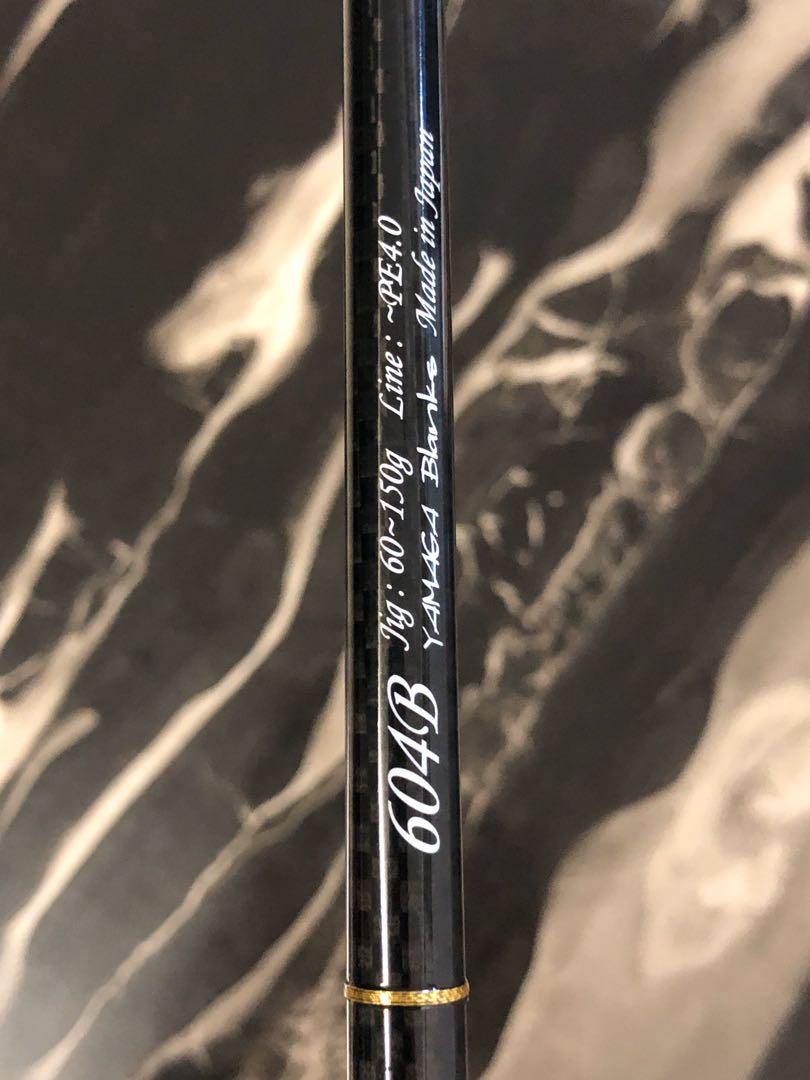 604B
Jig : 60~150g Line : ~PE4.0
YAMAGA Blanks Made in Japan